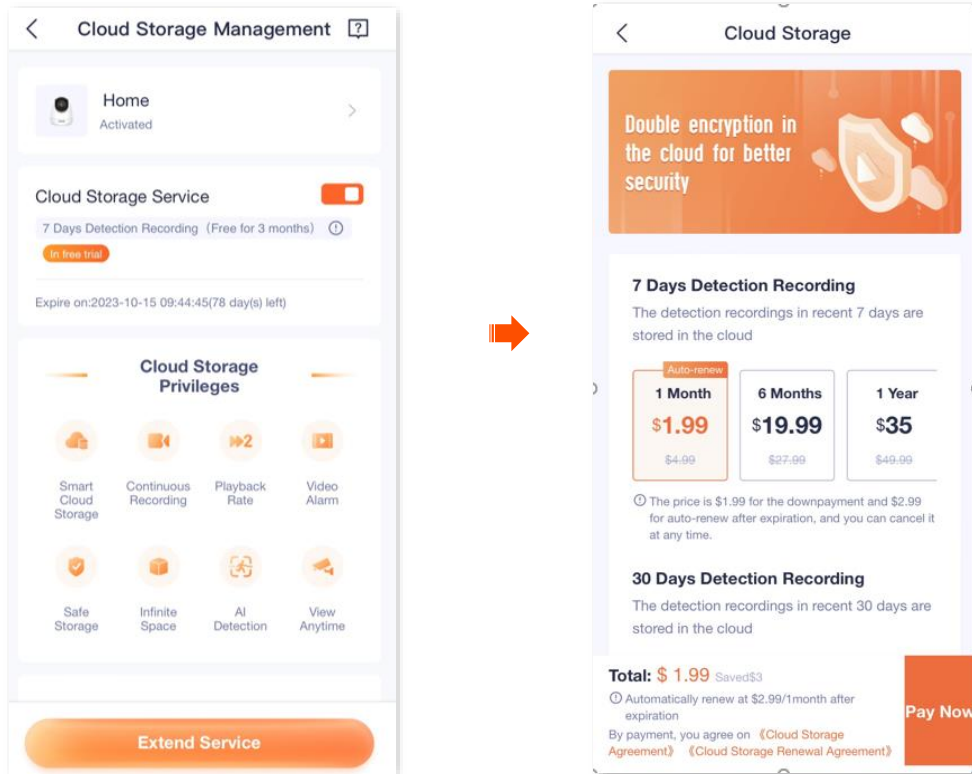 Cloud Storage Management
Home
Activated
Cloud Storage Service
7 Days Detection Recording (Free for 3 months)
In free trial
Expire on:2023-10-15 09:44:45(78 day(s) left)
Cloud Storage
Privileges
Smart
Cloud
Storage
Continuous
Recording
Playback
Rate
Video
Alarm
Safe
Storage
Infinite
Space
AI
Detection
View
Anytime
Extend Service
Cloud Storage
Double encryption in
the cloud for better
security
7 Days Detection Recording
The detection recordings in recent 7 days are
stored in the cloud
Auto-renew
1 Month
$1.99
$4.99
6 Months
$19.99
$27.99
1 Year
$35
$49.99
The price is $1.99 for the downpayment and $2.99
for auto-renew after expiration, and you can cancel it
at any time.
30 Days Detection Recording
The detection recordings in recent 30 days are
stored in the cloud
Total: $ 1.99 Saved$3
Automatically renew at $2.99/1month after
expiration
By payment, you agree on 《Cloud Storage
Agreement》 《Cloud Storage Renewal Agreement》
Pay Now